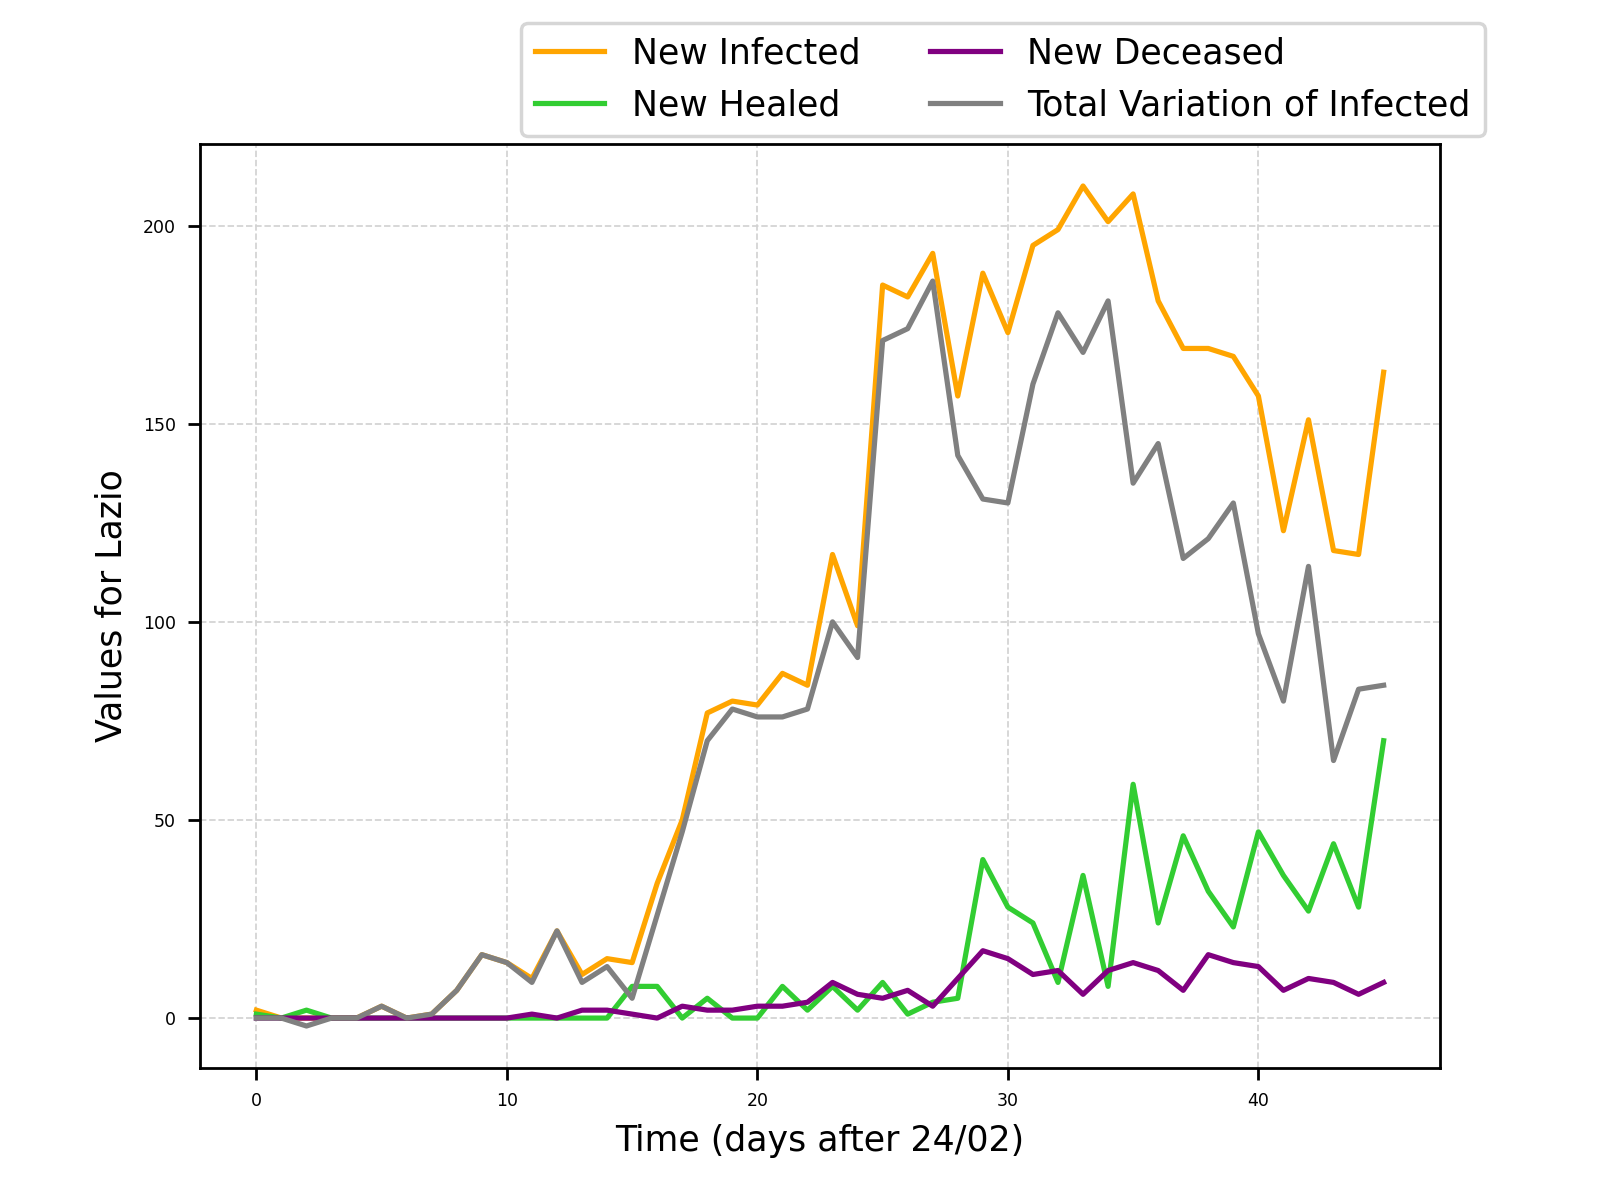 New Infected
New Healed
New Deceased
Total Variation of Infected
200
150
100
50
0
Values for Lazio
0 10 20 30 40
Time (days after 24/02)